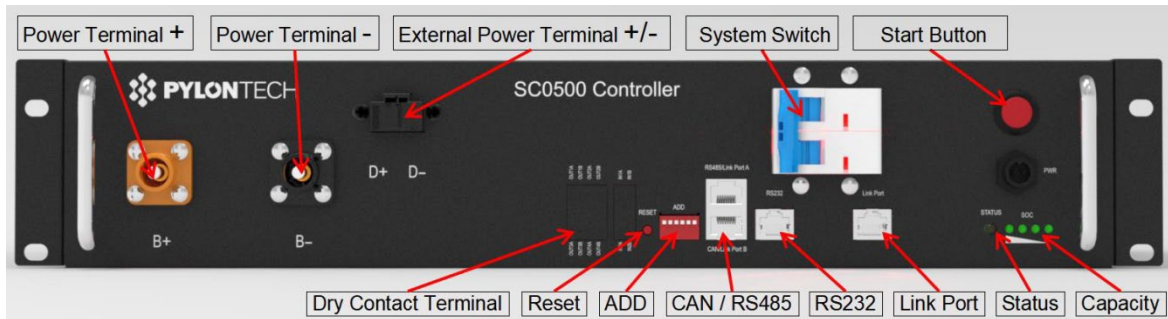 Power Terminal +
Power Terminal -
External Power Terminal +/-
System Switch
Start Button
PYLONTECH
SC0500 Controller
D+ D-
B+
B-
RS485/Link Port A
RS232
Link Port
PWR
RESET
ADD
CAN/Link Port B
STATUS
SOC
Dry Contact Terminal
Reset
ADD
CAN / RS485
RS232
Link Port
Status
Capacity